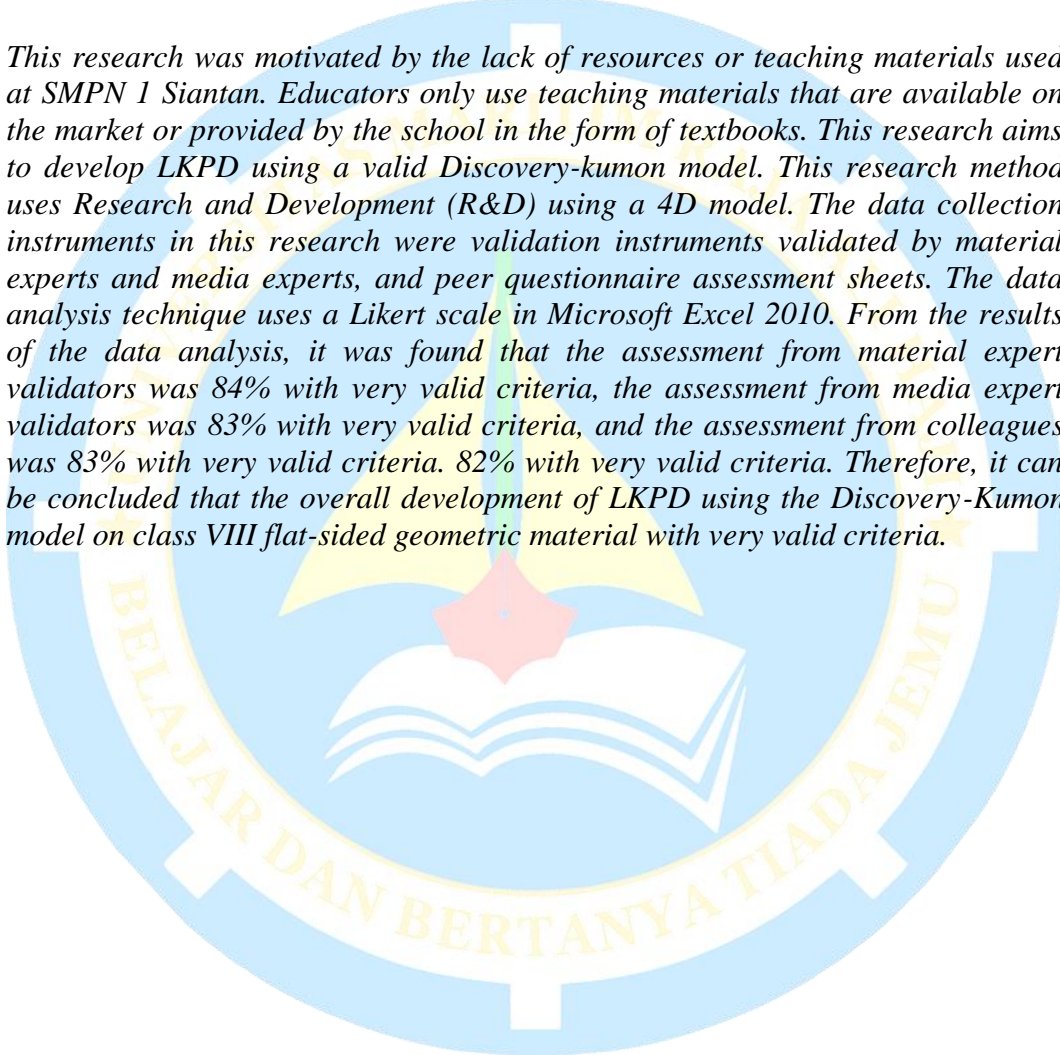 This research was motivated by the lack of resources or teaching materials used
at SMPN 1 Siantan. Educators only use teaching materials that are available on
the market or provided by the school in the form of textbooks. This research aims
to develop LKPD using a valid Discovery-kumon model. This research method
uses Research and Development (R&D) using a 4D model. The data collection
instruments in this research were validation instruments validated by material
experts and media experts, and peer questionnaire assessment sheets. The data
analysis technique uses a Likert scale in Microsoft Excel 2010. From the results
of the data analysis, it was found that the assessment from material expert
validators was 84% with very valid criteria, the assessment from media expert
validators was 83% with very valid criteria, and the assessment from colleagues
was 83% with very valid criteria. 82% with very valid criteria. Therefore, it can
be concluded that the overall development of LKPD using the Discovery-Kumon
model on class VIII flat-sided geometric material with very valid criteria.
BELAJAR DAN BERTANYA TIADA JEMU